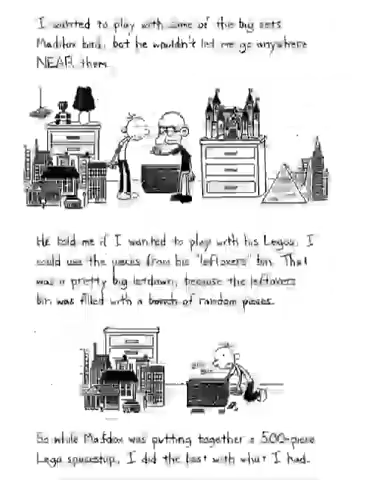 I wanted to play with some of the big sets
Maddox built, but he wouldn't let me go anywhere
NEAR them.
He told me if I wanted to play with his Legos, I
could use the pieces from his "leftovers" bin. That
was a pretty big letdown, because the leftovers
bin was filled with a bunch of random pieces.
So while Maddox was putting together a 500-piece
Lego spaceship, I did the best with what I had.